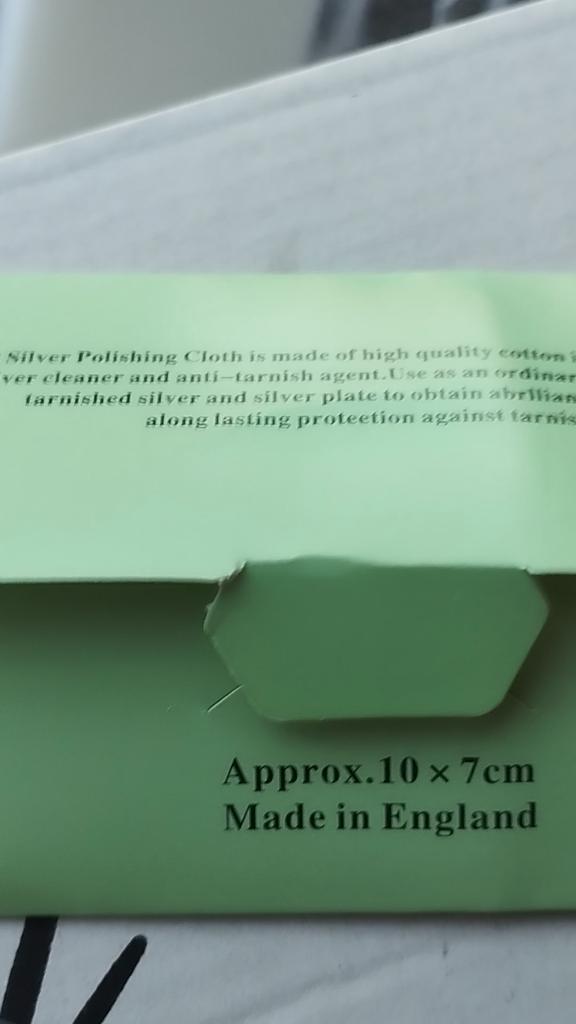 Silver Polishing Cloth is made of high quality cotton
ver cleaner and anti-tarnish agent.Use as an ordinar
tarnished silver and silver plate to obtain abrllian
along lasting protection against tarnis
Approx.10 × 7cm
Made in England